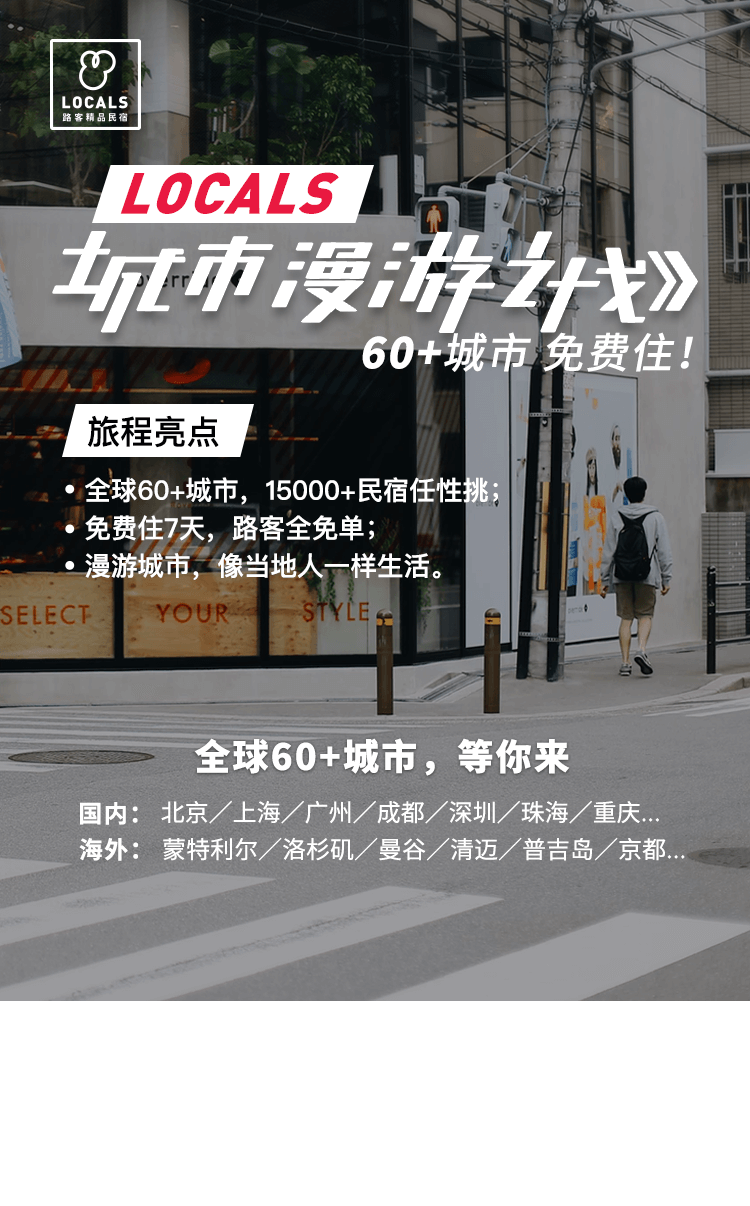 LOCALS
路客精品民宿
LOCALS
城市漫游计划》
60+城市 免费住！
旅程亮点
• 全球60+城市，15000+民宿任性挑；
• 免费住7天，路客全免单；
• 漫游城市，像当地人一样生活。
SELECT YOUR STYLE
全球60+城市，等你来
国内： 北京／上海／广州／成都／深圳／珠海／重庆...
海外： 蒙特利尔／洛杉矶／曼谷／清迈／普吉岛／京都...